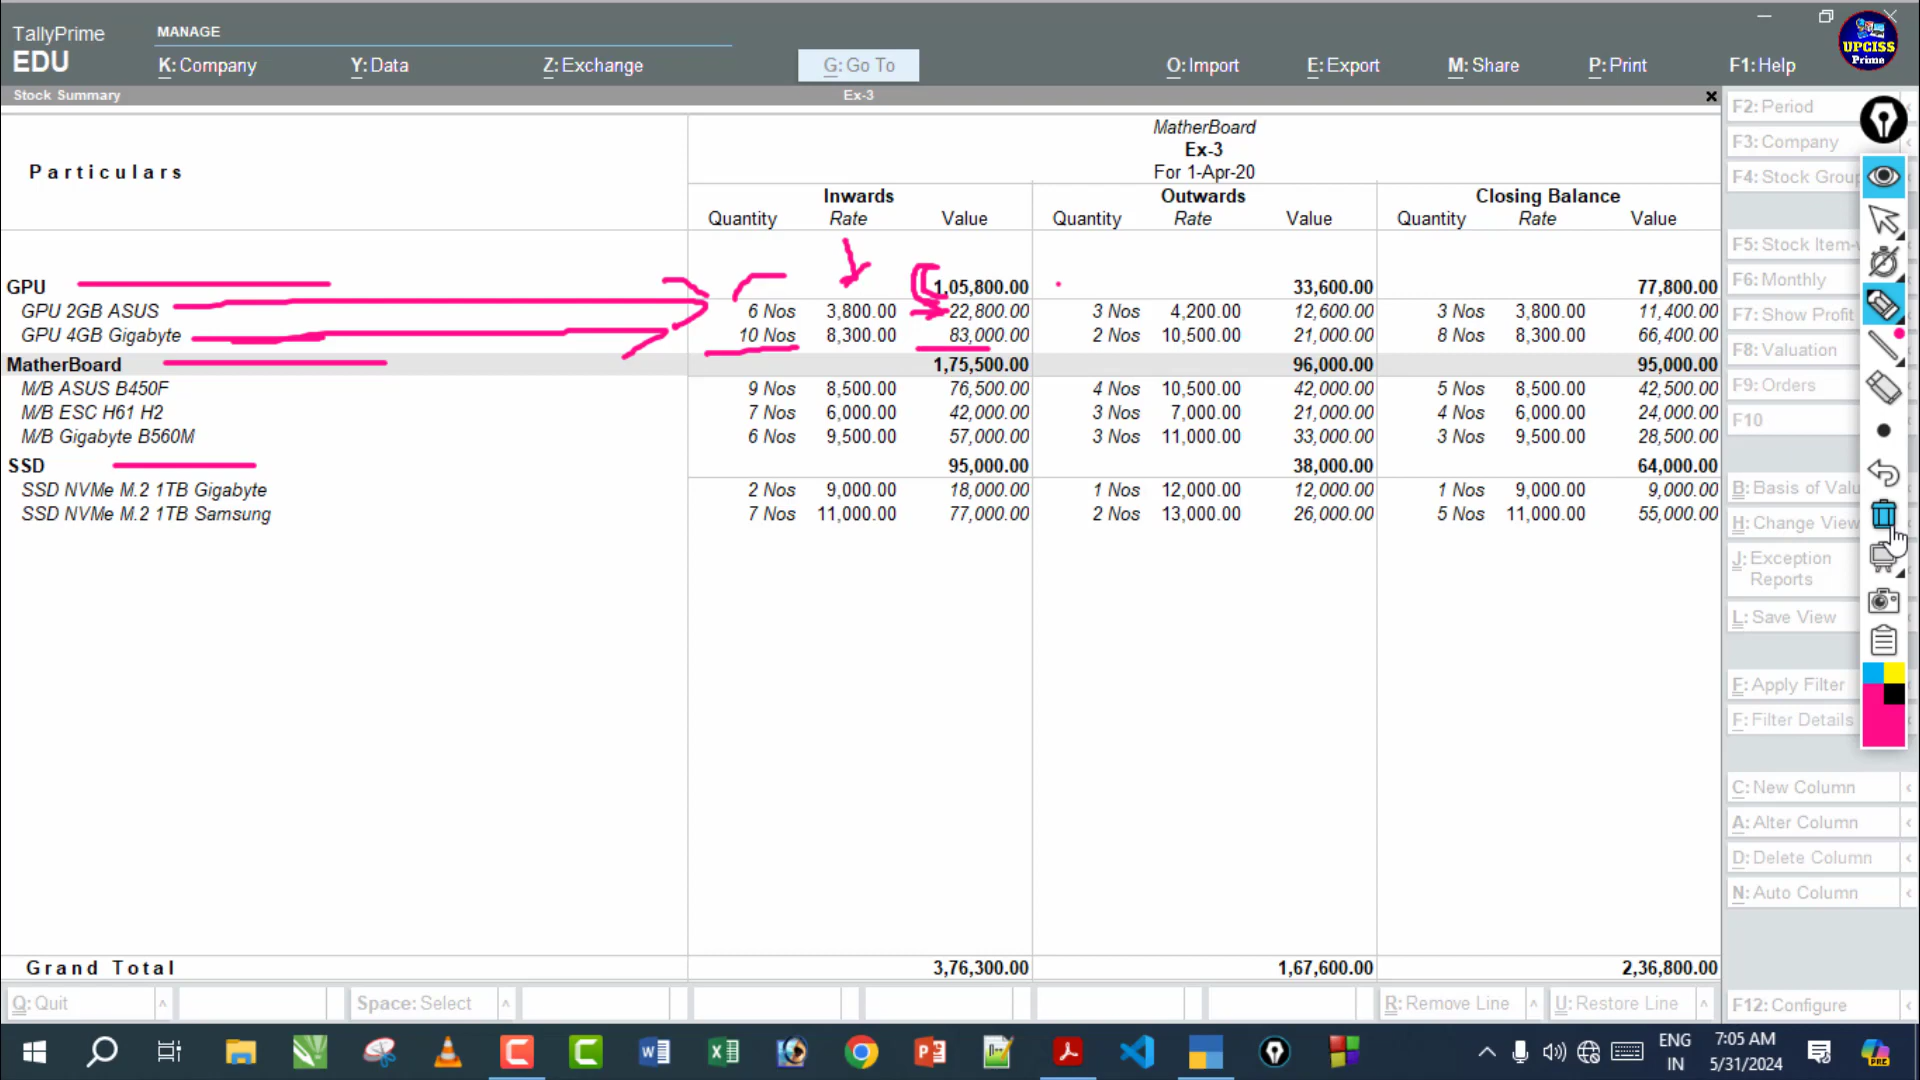 TallyPrime
EDU
MANAGE
K: Company
Y: Data
Z: Exchange
G: Go To
O: Import
E: Export
M: Share
P: Print
F1: Help
UPCISS
Prime
Stock Summary
Ex-3
Particulars
MatherBoard
Ex-3
For 1-Apr-20
Inwards Outwards Closing Balance
Quantity Rate Value Quantity Rate Value Quantity Rate Value
GPU 1,05,800.00 33,600.00 77,800.00
GPU 2GB ASUS 6 Nos 3,800.00 22,800.00 3 Nos 4,200.00 12,600.00 3 Nos 3,800.00 11,400.00
GPU 4GB Gigabyte 10 Nos 8,300.00 83,000.00 2 Nos 10,500.00 21,000.00 8 Nos 8,300.00 66,400.00
MatherBoard 1,75,500.00 96,000.00 95,000.00
M/B ASUS B450F 9 Nos 8,500.00 76,500.00 4 Nos 10,500.00 42,000.00 5 Nos 8,500.00 42,500.00
M/B ESC H61 H2 7 Nos 6,000.00 42,000.00 3 Nos 7,000.00 21,000.00 4 Nos 6,000.00 24,000.00
M/B Gigabyte B560M 6 Nos 9,500.00 57,000.00 3 Nos 11,000.00 33,000.00 3 Nos 9,500.00 28,500.00
SSD 95,000.00 38,000.00 64,000.00
SSD NVMe M.2 1TB Gigabyte 2 Nos 9,000.00 18,000.00 1 Nos 12,000.00 12,000.00 1 Nos 9,000.00 9,000.00
SSD NVMe M.2 1TB Samsung 7 Nos 11,000.00 77,000.00 2 Nos 13,000.00 26,000.00 5 Nos 11,000.00 55,000.00
Grand Total 3,76,300.00 1,67,600.00 2,36,800.00
F2: Period
F3: Company
F4: Stock Grou
F5: Stock Item-
F6: Monthly
F7: Show Profit
F8: Valuation
F9: Orders
F10
B: Basis of Valu
H: Change View
J: Exception
Reports
L: Save View
F: Apply Filter
F: Filter Details
C: New Column
A: Alter Column
D: Delete Column
N: Auto Column
Q: Quit
Space: Select
R: Remove Line
U: Restore Line
F12: Configure
ENG
IN
7:05 AM
5/31/2024
PRE